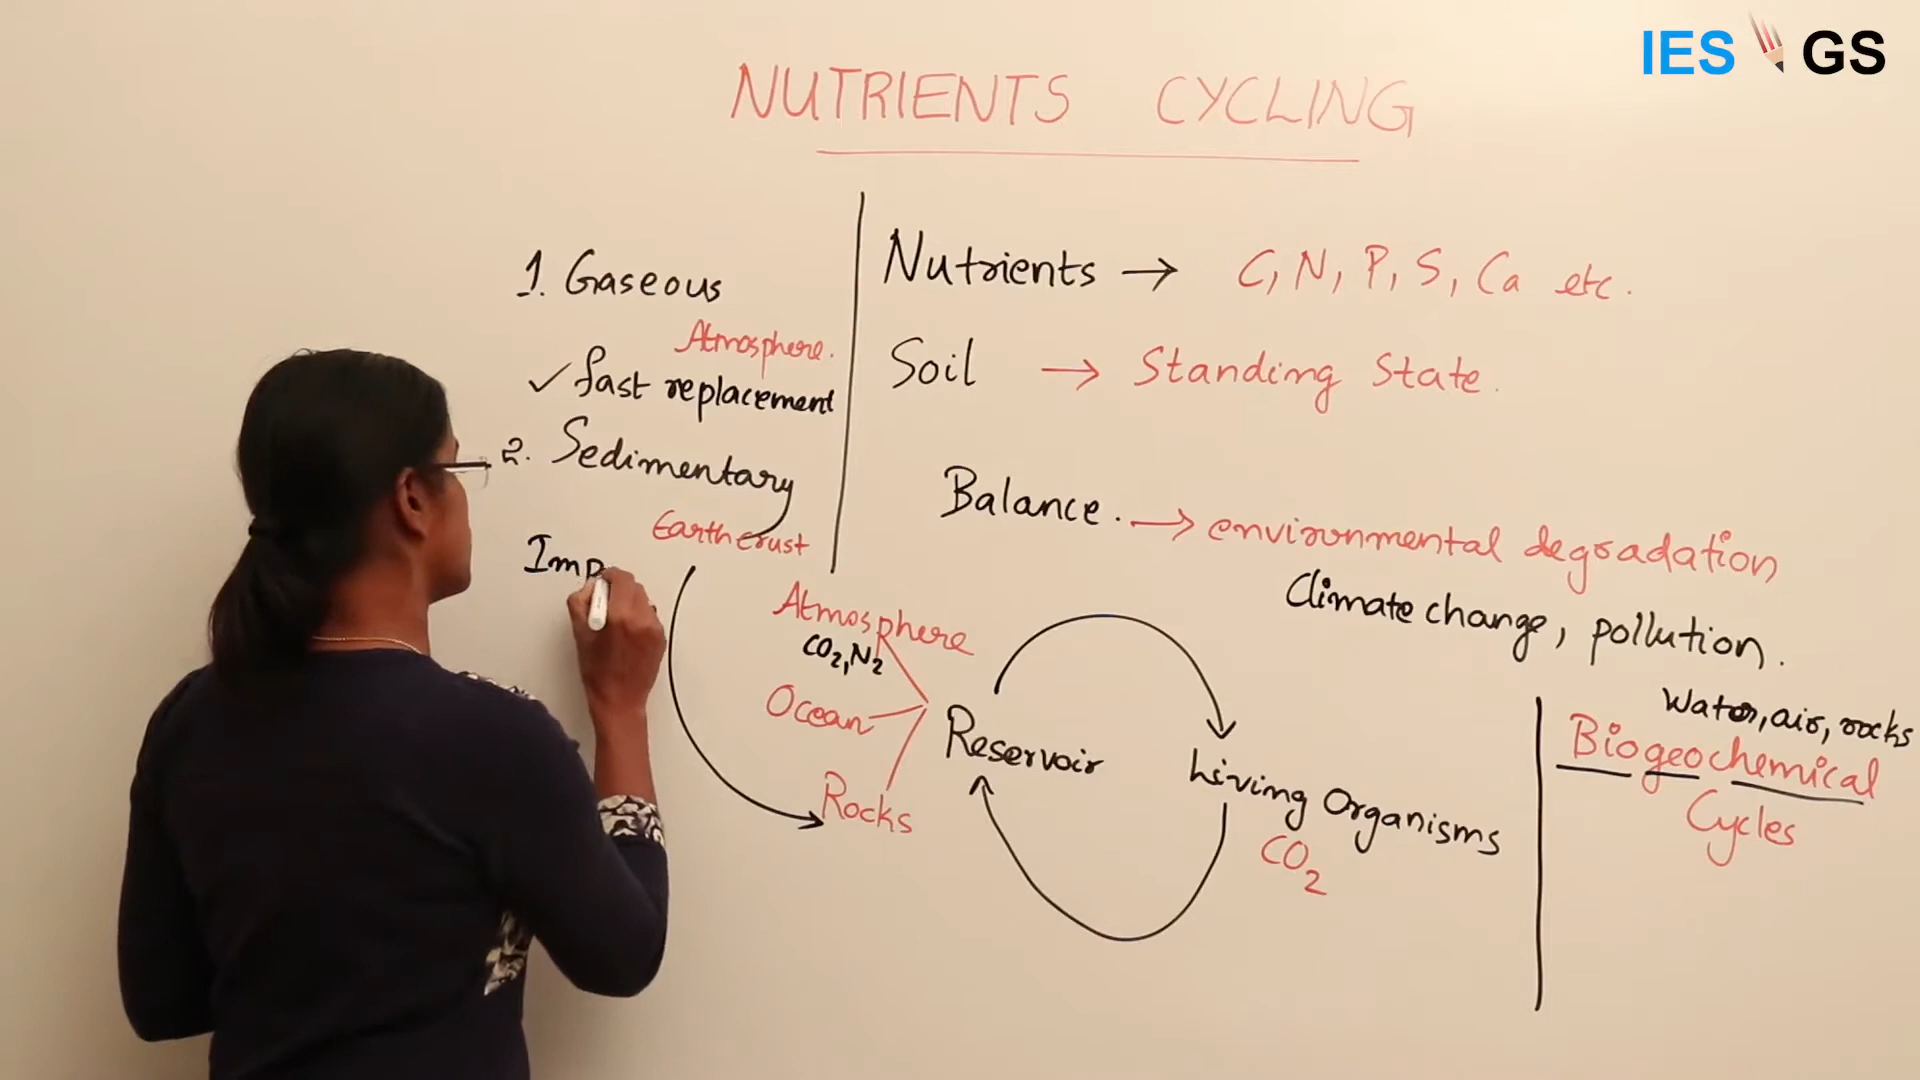 IES GS
NUTRIENTS CYCLING
1. Gaseous
Atmosphere.
✓ fast replacement
2. Sedimentary
Earth crust
Imp
Nutrients → C, N, P, S, Ca etc.
Soil → Standing State.
Balance. → environmental degradation
Climate change, pollution.
Atmosphere
CO2, N2
Ocean
Rocks
Reservoir
Living Organisms
CO2
Water, air, rocks
Biogeochemical
Cycles